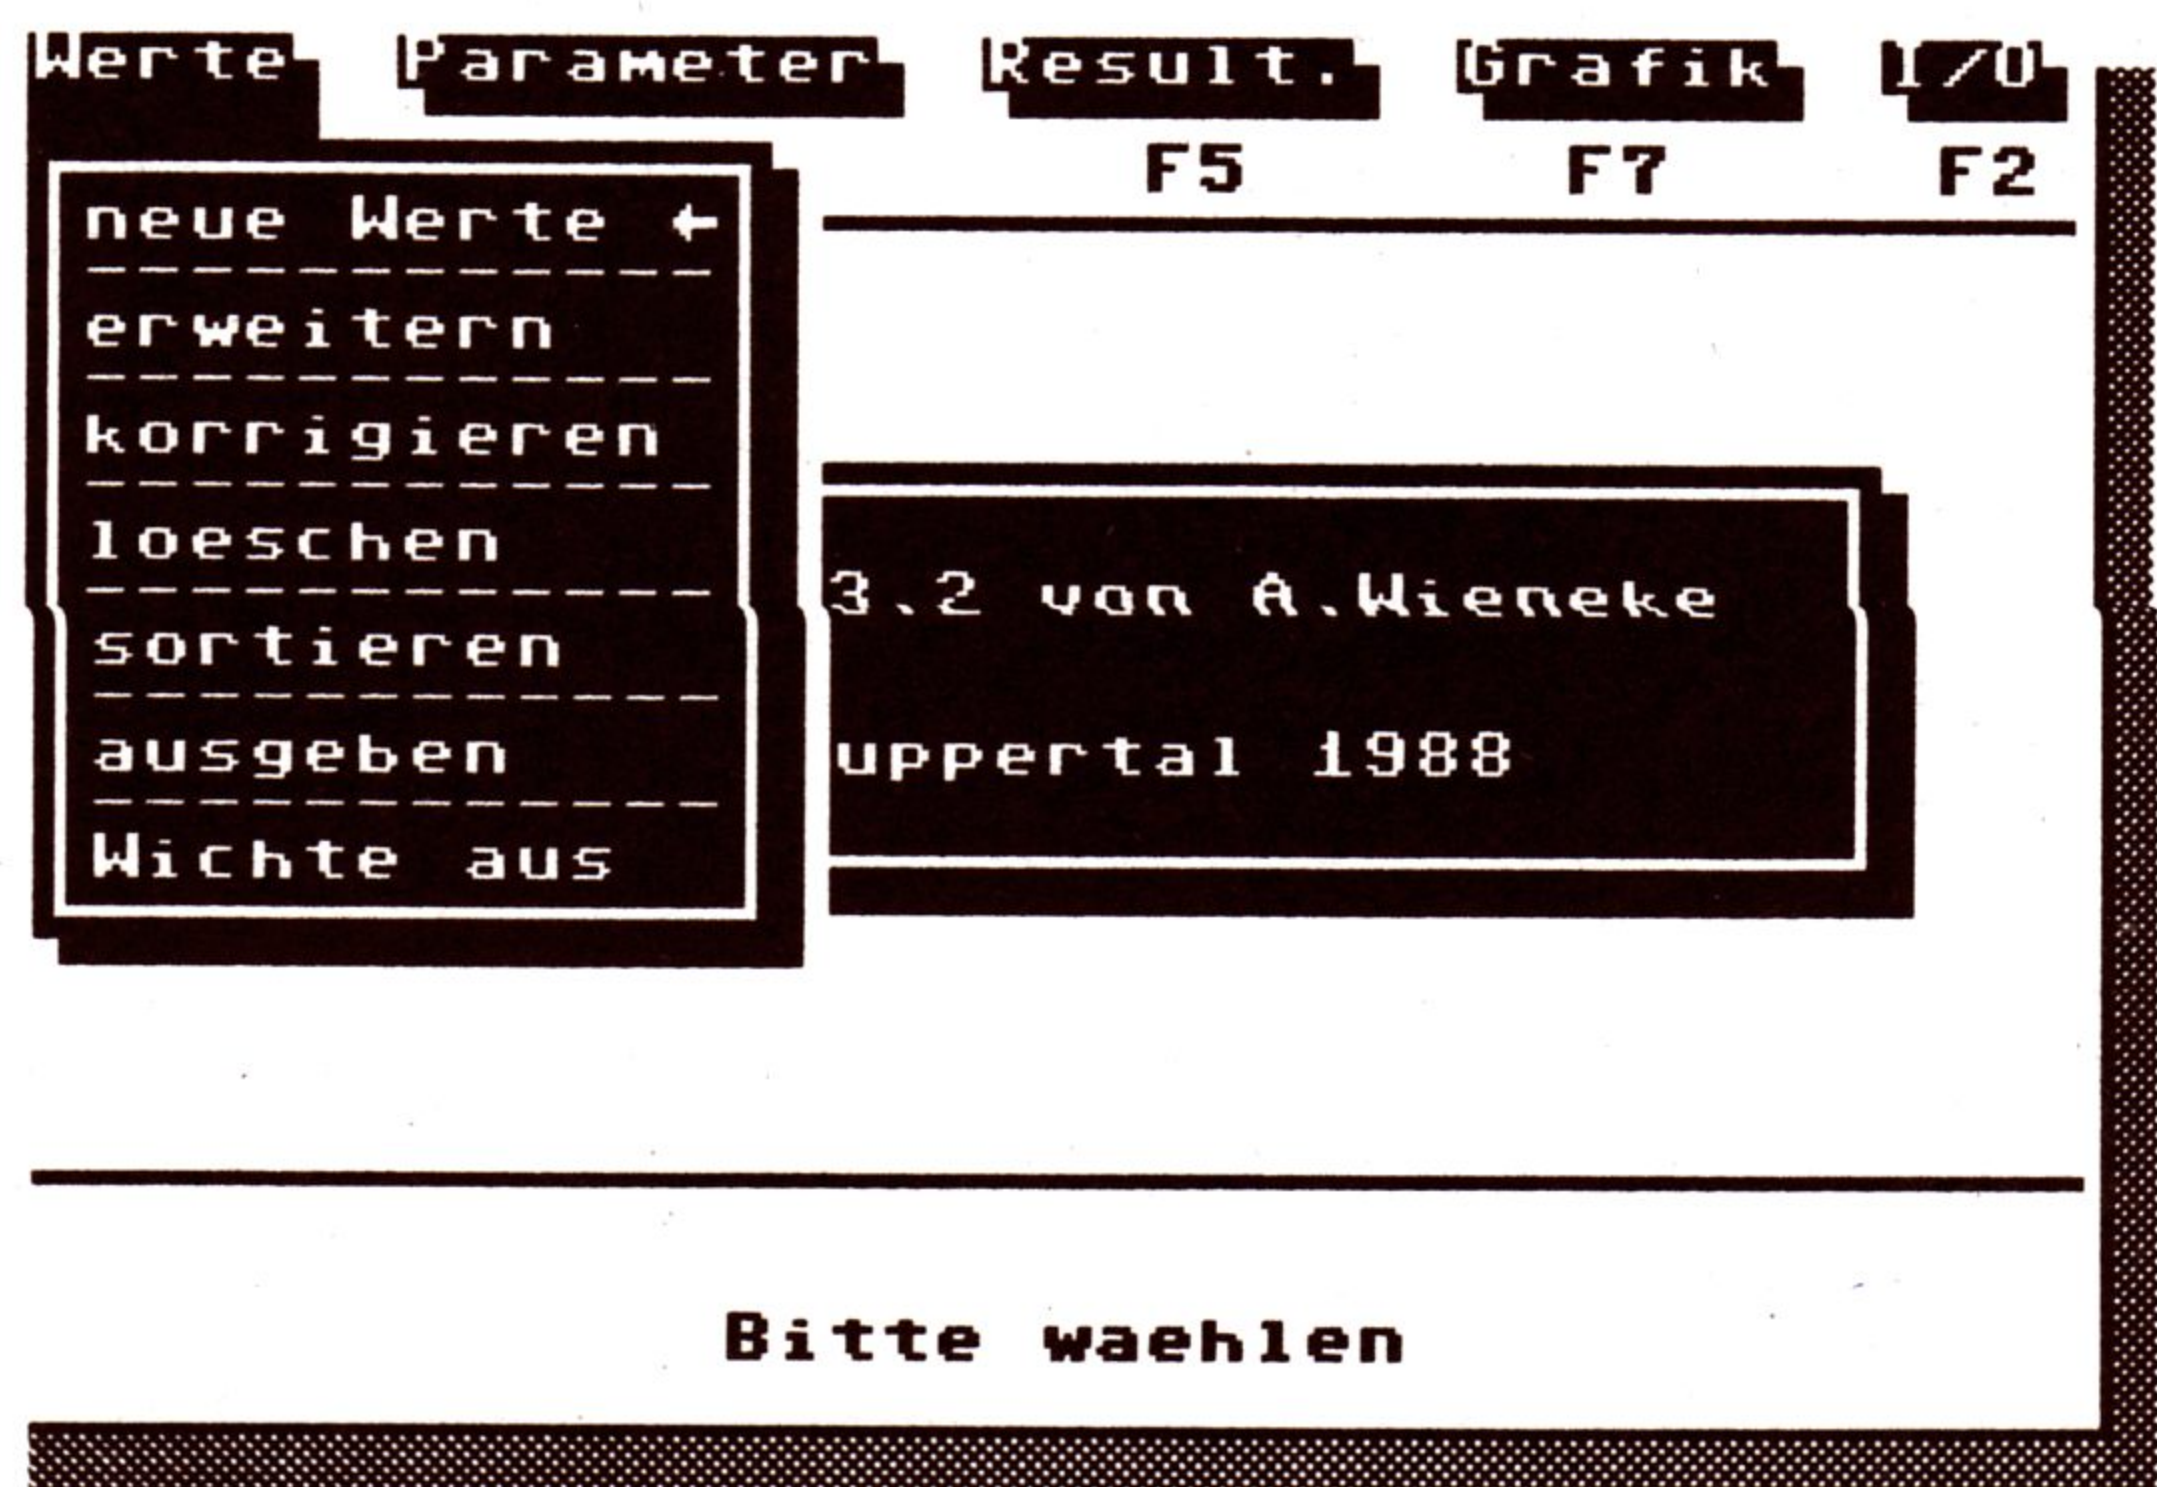 Werte Parameter Result. Grafik I/O
F5 F7 F2
neue Werte ←
erweitern
korrigieren
loeschen
sortieren
ausgeben
Wichte aus
3.2 von A.Wieneke
uppertal 1988
Bitte waehlen